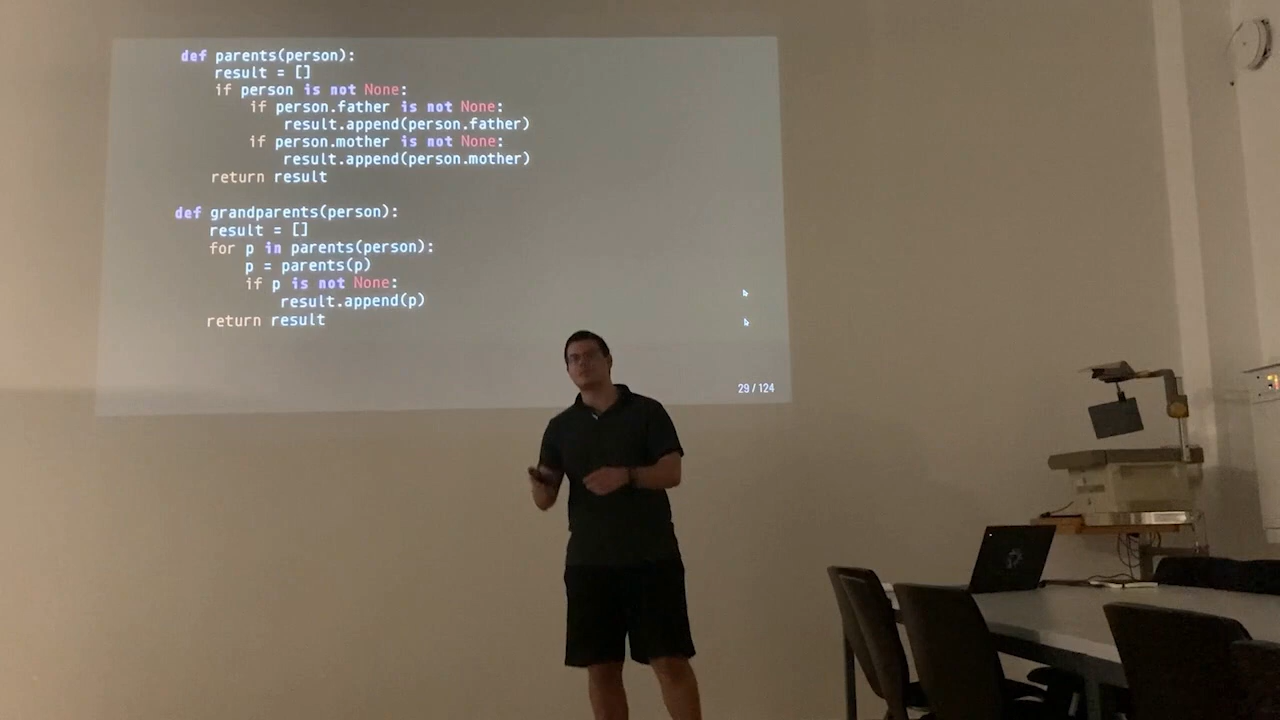 def parents(person):
    result = []
    if person is not None:
        if person.father is not None:
            result.append(person.father)
        if person.mother is not None:
            result.append(person.mother)
    return result
def grandparents(person):
    result = []
    for p in parents(person):
        p = parents(p)
        if p is not None:
            result.append(p)
    return result
29 / 124